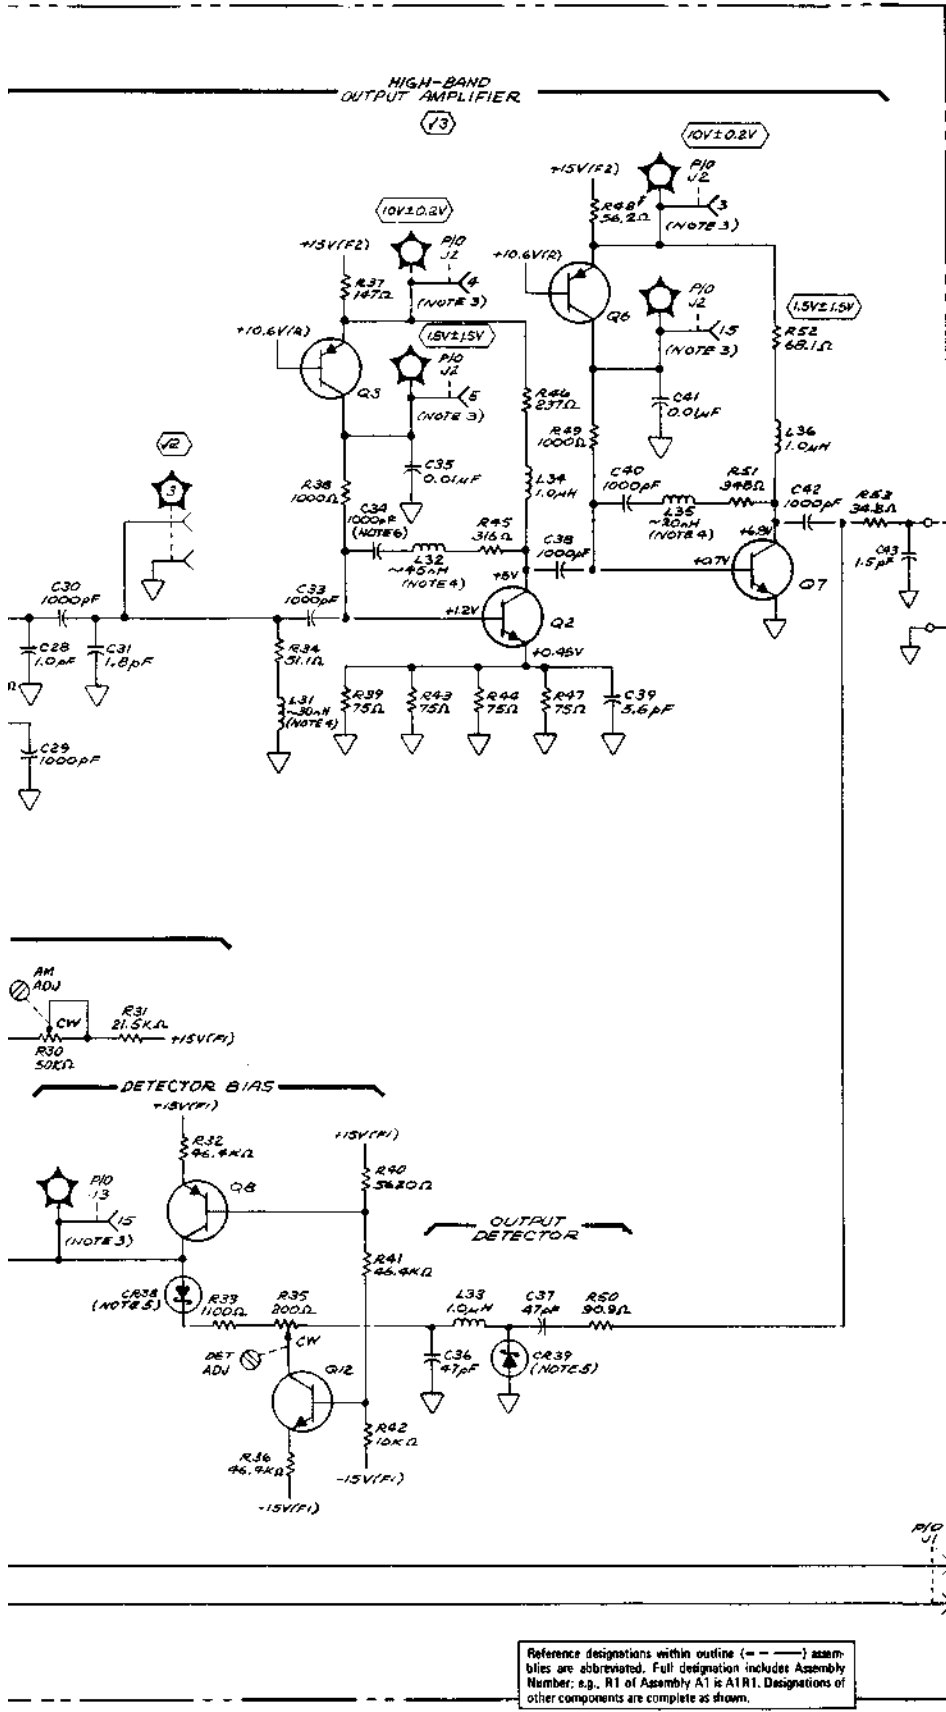 HIGH-BAND
OUTPUT AMPLIFIER
√3
10V±0.2V
+15V(F2)
P/O
J2
R48
56.2Ω
3
(NOTE 3)
10V±0.2V
+15V(F2)
P/O
J2
+10.6V(R)
R37
147Ω
4
(NOTE 3)
Q6
P/O
J2
15
(NOTE 3)
1.5V±1.5V
R52
68.1Ω
+10.6V(R)
1.5V±1.5V
P/O
J2
Q3
5
(NOTE 3)
R46
237Ω
C41
0.01µF
√2
3
R38
1000Ω
C35
0.01µF
L34
1.0µH
R49
1000Ω
L36
1.0µH
C34
1000pF
(NOTE 6)
L32
~45nH
(NOTE 4)
R45
316Ω
C40
1000pF
L35
~20nH
(NOTE 4)
R51
348Ω
C42
1000pF
R53
34.8Ω
C43
1.5pF
C38
1000pF
+6.8V
+0.7V
Q7
C30
1000pF
C33
1000pF
+5V
+1.2V
Q2
+0.45V
C28
1.0pF
C31
1.8pF
R34
51.1Ω
L31
~30nH
(NOTE 4)
R39
75Ω
R43
75Ω
R44
75Ω
R47
75Ω
C39
5.6pF
Ω
C29
1000pF
AM
ADJ
CW
R30
50KΩ
R31
21.5KΩ
+15V(F1)
DETECTOR BIAS
+15V(F1)
R32
46.4KΩ
+15V(F1)
R40
5620Ω
P/O
J3
15
(NOTE 3)
Q8
OUTPUT
DETECTOR
R41
46.4KΩ
CR38
(NOTE 5)
R33
1100Ω
R35
200Ω
L33
1.0µH
C37
47pF
R50
90.9Ω
DET
ADJ
CW
Q12
C36
47pF
CR39
(NOTE 5)
R36
46.4KΩ
R42
10KΩ
-15V(F1)
-15V(F1)
P/O
J1
Reference designations within outline (— – ——) assem-
blies are abbreviated. Full designation includes Assembly
Number; e.g., R1 of Assembly A1 is A1R1. Designations of
other components are complete as shown.